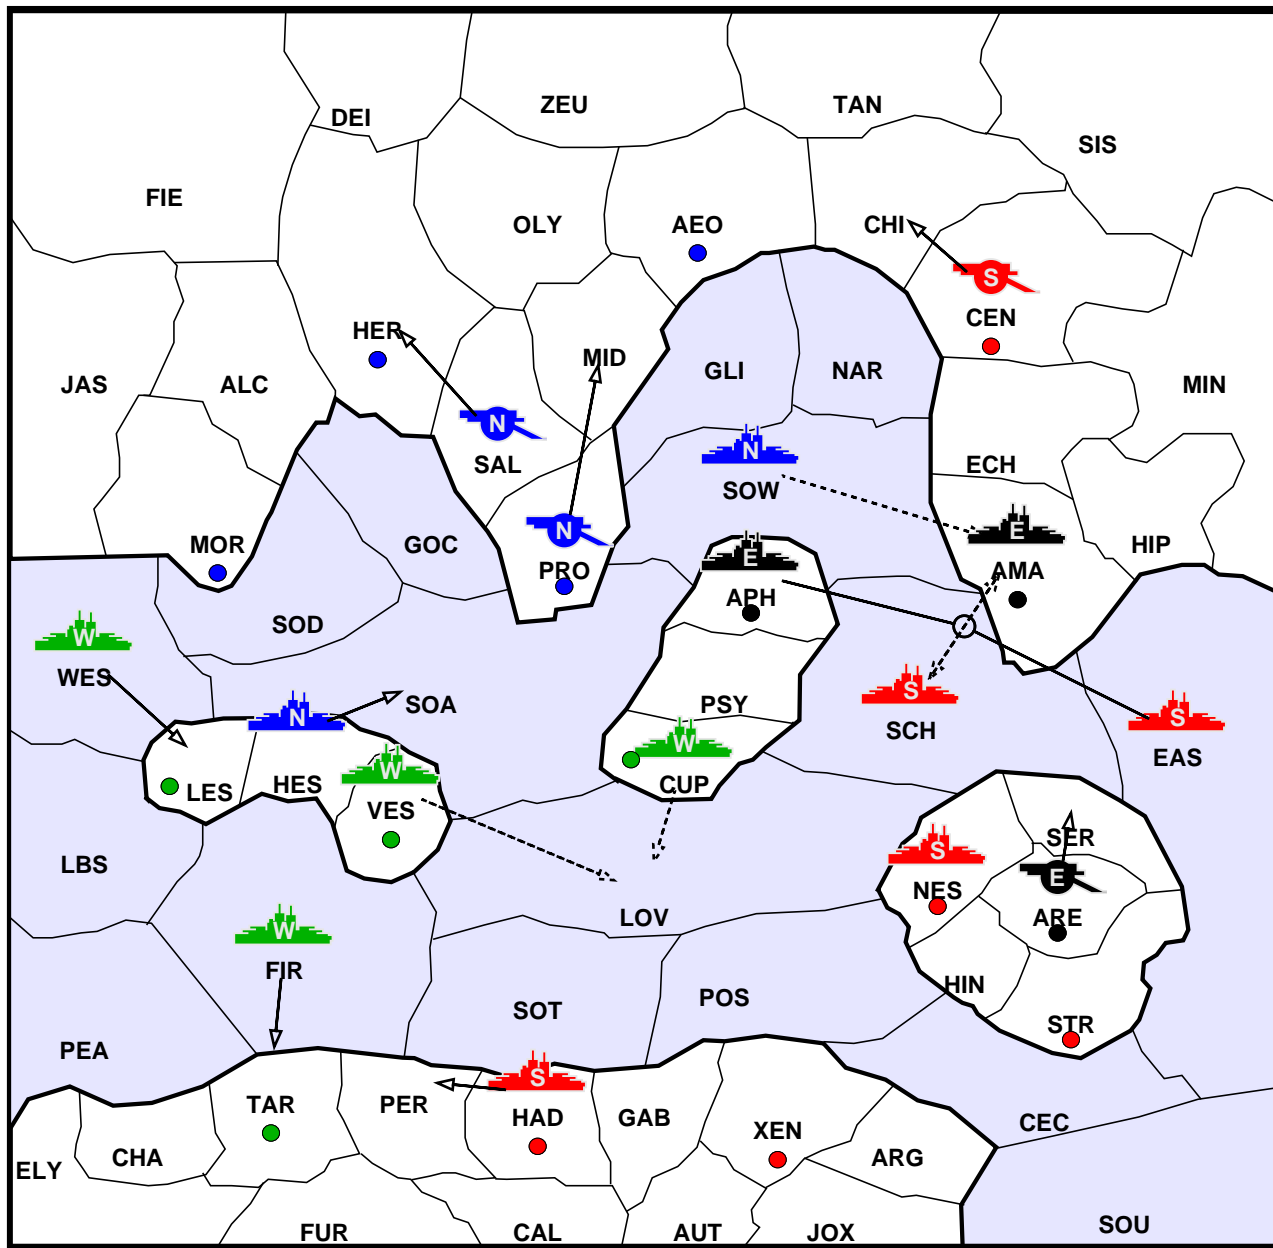 ZEU
TAN
DEI
SIS
FIE
OLY
AEO
CHI
S
CEN
HER
MID
GLI
NAR
JAS
ALC
MIN
N
SAL
N
SOW
ECH
N
PRO
E
AMA
HIP
MOR
GOC
E
APH
SOD
W
WES
N
SOA
PSY
S
SCH
S
EAS
W
CUP
LES
HES
W
VES
LBS
S
NES
SER
E
ARE
LOV
W
FIR
HIN
POS
SOT
STR
PEA
S
HAD
TAR
PER
GAB
XEN
CEC
ELY
CHA
ARG
FUR
CAL
AUT
JOX
SOU